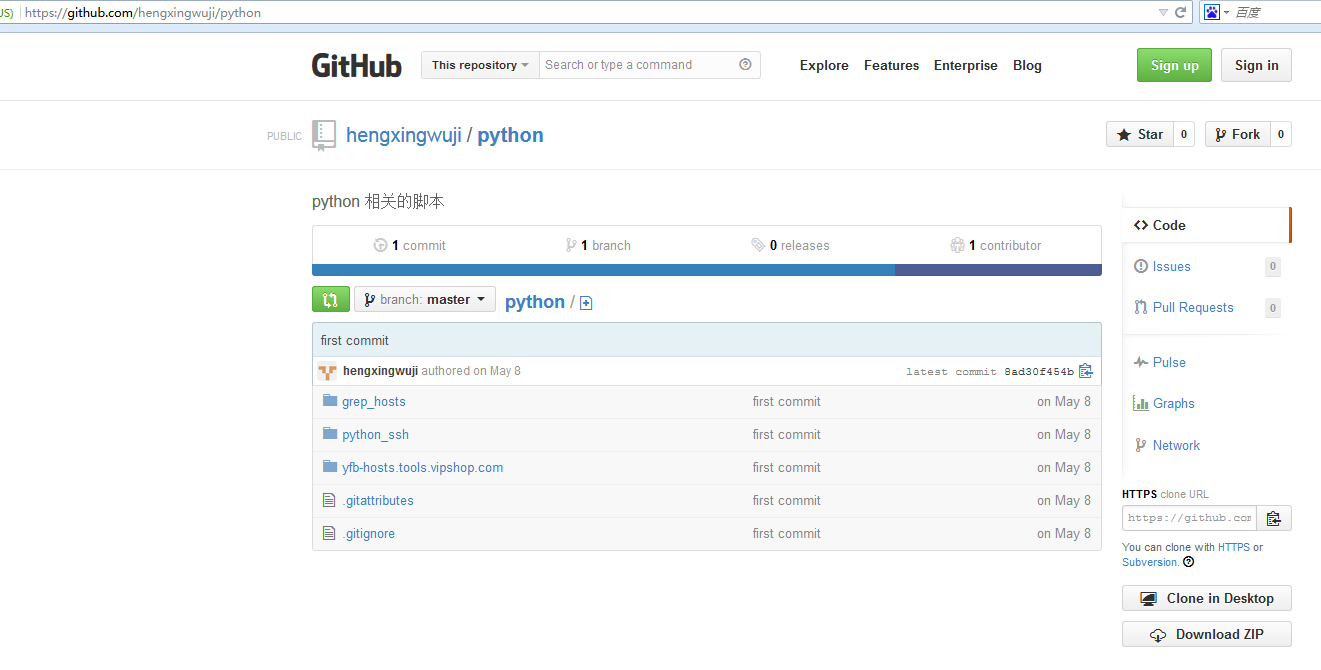 US) https://github.com/hengxingwuji/python 百度
GitHub This repository Search or type a command Explore Features Enterprise Blog Sign up Sign in
PUBLIC hengxingwuji / python Star 0 Fork 0
python 相关的脚本
1 commit 1 branch 0 releases 1 contributor
branch: master python /
first commit
hengxingwuji authored on May 8 latest commit 8ad30f454b
grep_hosts first commit on May 8
python_ssh first commit on May 8
yfb-hosts.tools.vipshop.com first commit on May 8
.gitattributes first commit on May 8
.gitignore first commit on May 8
Code
Issues 0
Pull Requests 0
Pulse
Graphs
Network
HTTPS clone URL
https://github.com
You can clone with HTTPS or
Subversion.
Clone in Desktop
Download ZIP